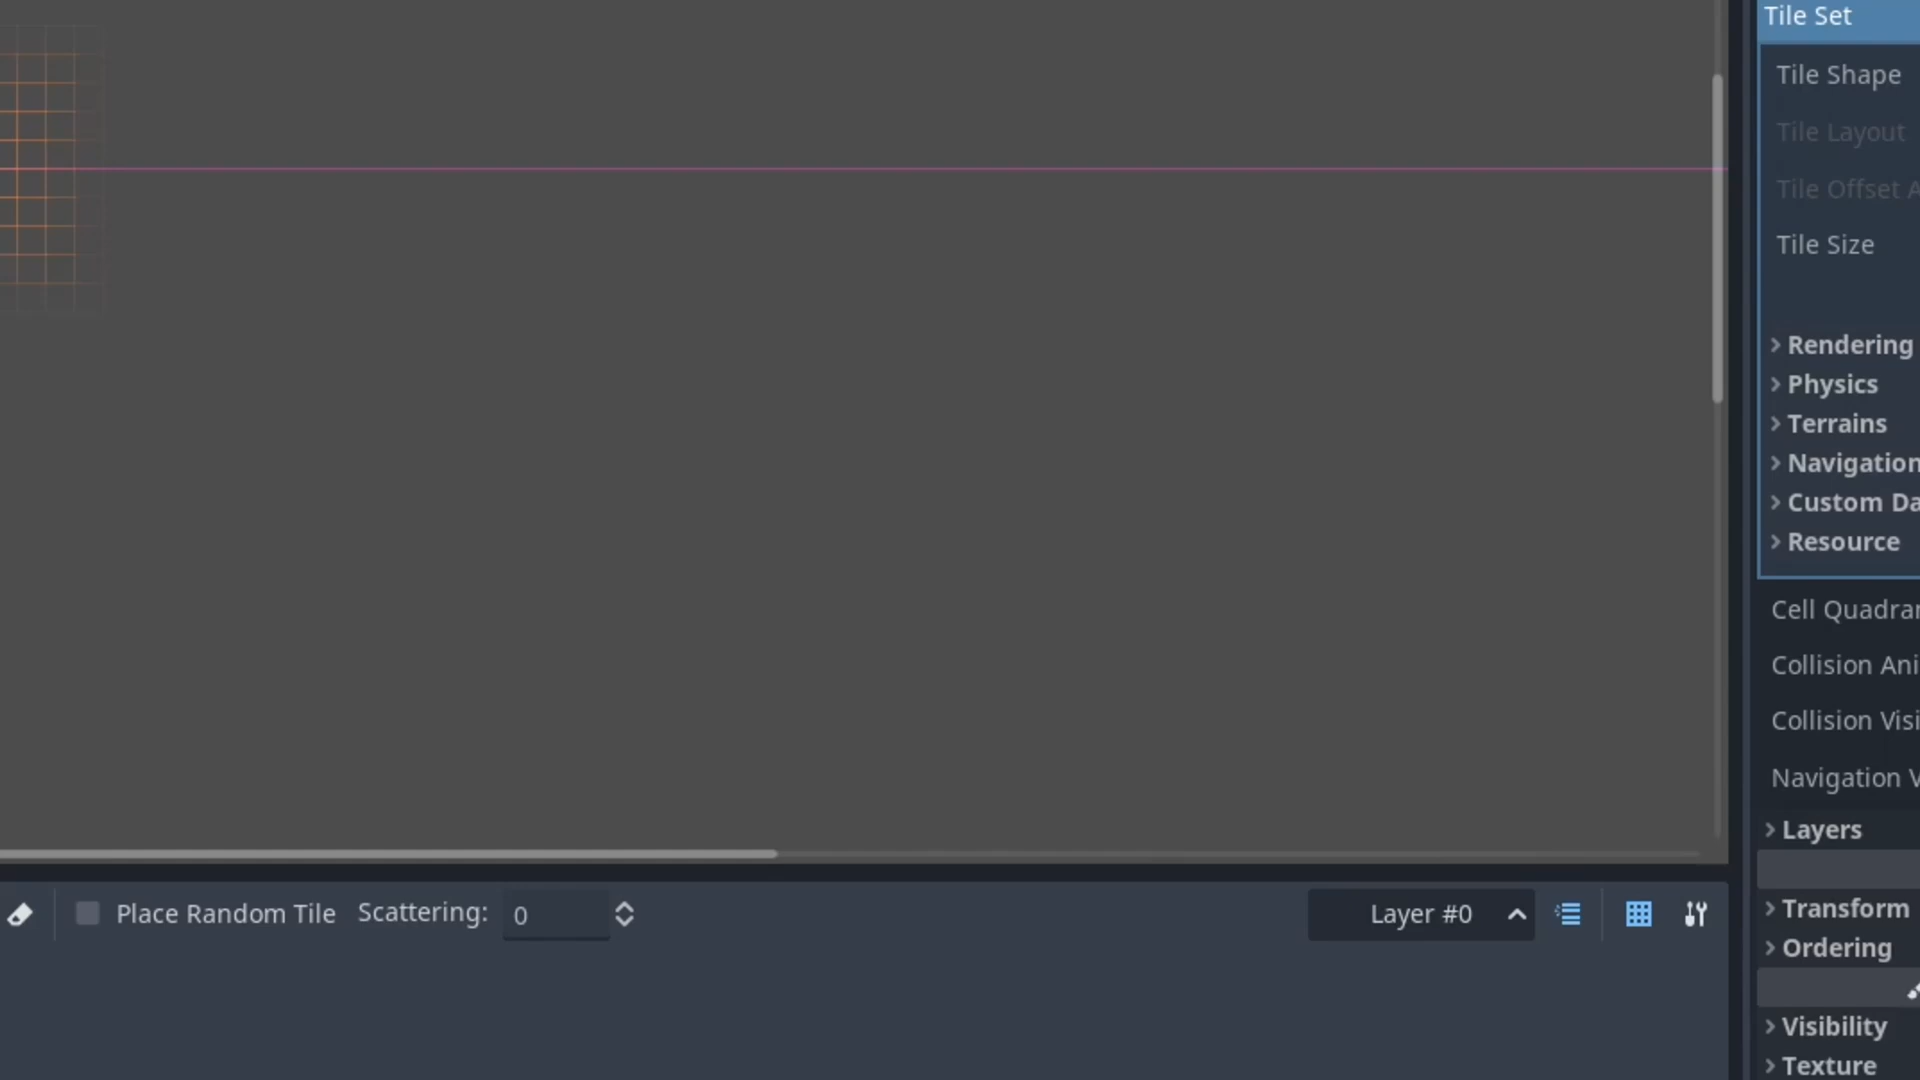 Tile Set
Tile Shape
Tile Layout
Tile Offset A
Tile Size
Rendering
Physics
Terrains
Navigation
Custom Da
Resource
Cell Quadran
Collision Ani
Collision Visi
Navigation V
Layers
Transform
Ordering
Visibility
Texture
Place Random Tile Scattering: 0 Layer #0